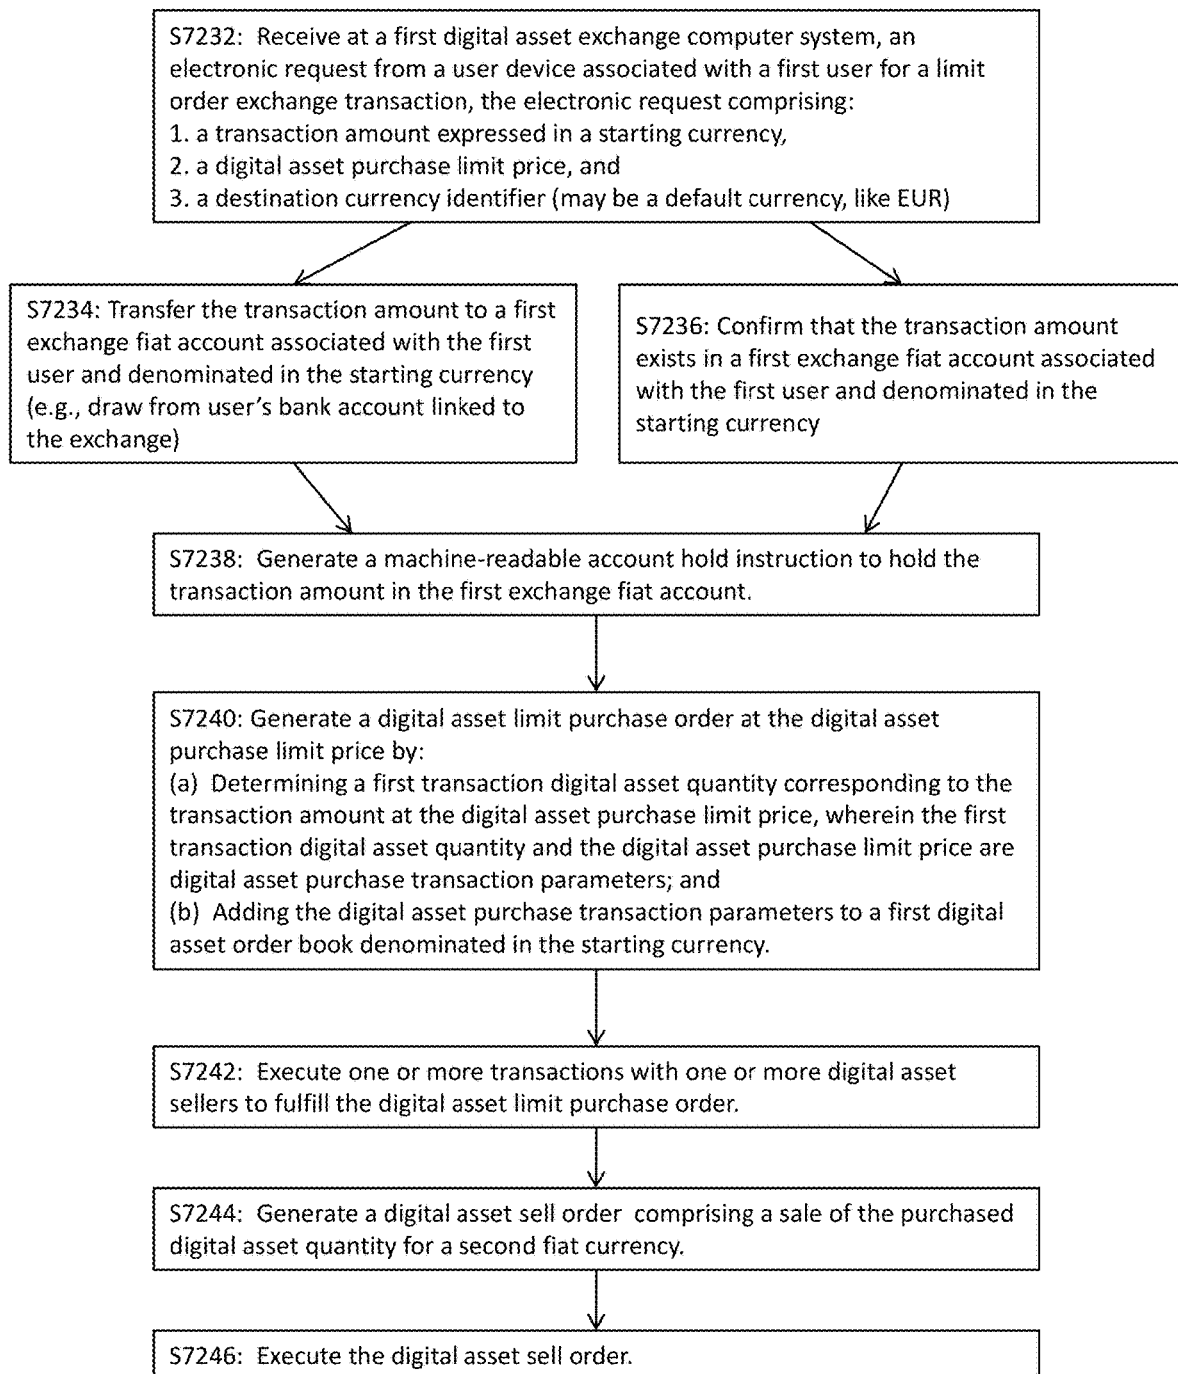 S7232: Receive at a first digital asset exchange computer system, an
electronic request from a user device associated with a first user for a limit
order exchange transaction, the electronic request comprising:
1. a transaction amount expressed in a starting currency,
2. a digital asset purchase limit price, and
3. a destination currency identifier (may be a default currency, like EUR)
S7234: Transfer the transaction amount to a first
exchange fiat account associated with the first
user and denominated in the starting currency
(e.g., draw from user's bank account linked to
the exchange)
S7236: Confirm that the transaction amount
exists in a first exchange fiat account associated
with the first user and denominated in the
starting currency
S7238: Generate a machine-readable account hold instruction to hold the
transaction amount in the first exchange fiat account.
S7240: Generate a digital asset limit purchase order at the digital asset
purchase limit price by:
(a) Determining a first transaction digital asset quantity corresponding to the
transaction amount at the digital asset purchase limit price, wherein the first
transaction digital asset quantity and the digital asset purchase limit price are
digital asset purchase transaction parameters; and
(b) Adding the digital asset purchase transaction parameters to a first digital
asset order book denominated in the starting currency.
S7242: Execute one or more transactions with one or more digital asset
sellers to fulfill the digital asset limit purchase order.
S7244: Generate a digital asset sell order comprising a sale of the purchased
digital asset quantity for a second fiat currency.
S7246: Execute the digital asset sell order.